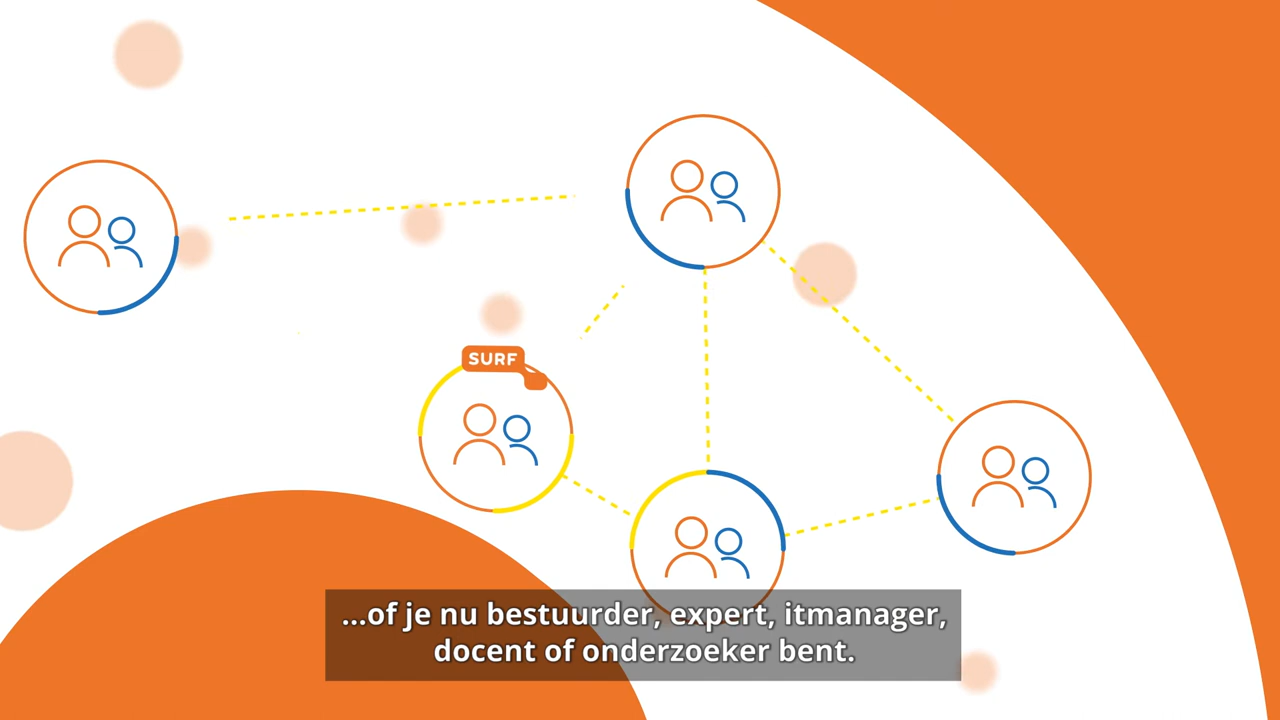 SURF
...of je nu bestuurder, expert, itmanager,
docent of onderzoeker bent.